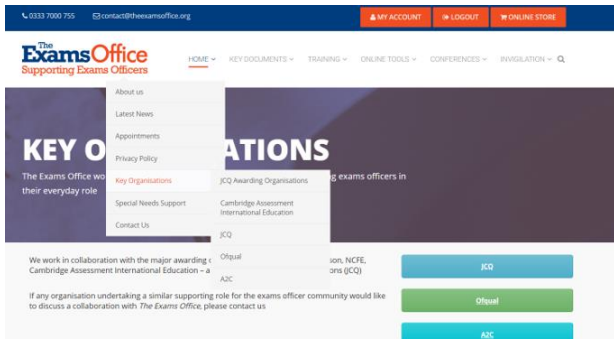 0333 7000 755 contact@theexamsoffice.org MY ACCOUNT LOGOUT ONLINE STORE
The
ExamsOffice
Supporting Exams Officers
HOME KEY DOCUMENTS TRAINING ONLINE TOOLS CONFERENCES INVIGILATION
About us
Latest News
Appointments
Privacy Policy
Key Organisations
Special Needs Support
Contact Us
JCQ Awarding Organisations
Cambridge Assessment
International Education
JCQ
Ofqual
A2C
KEY O ATIONS
The Exams Office wo g exams officers in
their everyday role
We work in collaboration with the major awarding son, NCFE,
Cambridge Assessment International Education – a ons (JCQ)
If any organisation undertaking a similar supporting role for the exams officer community would like
to discuss a collaboration with The Exams Office, please contact us
JCQ
Ofqual
A2C